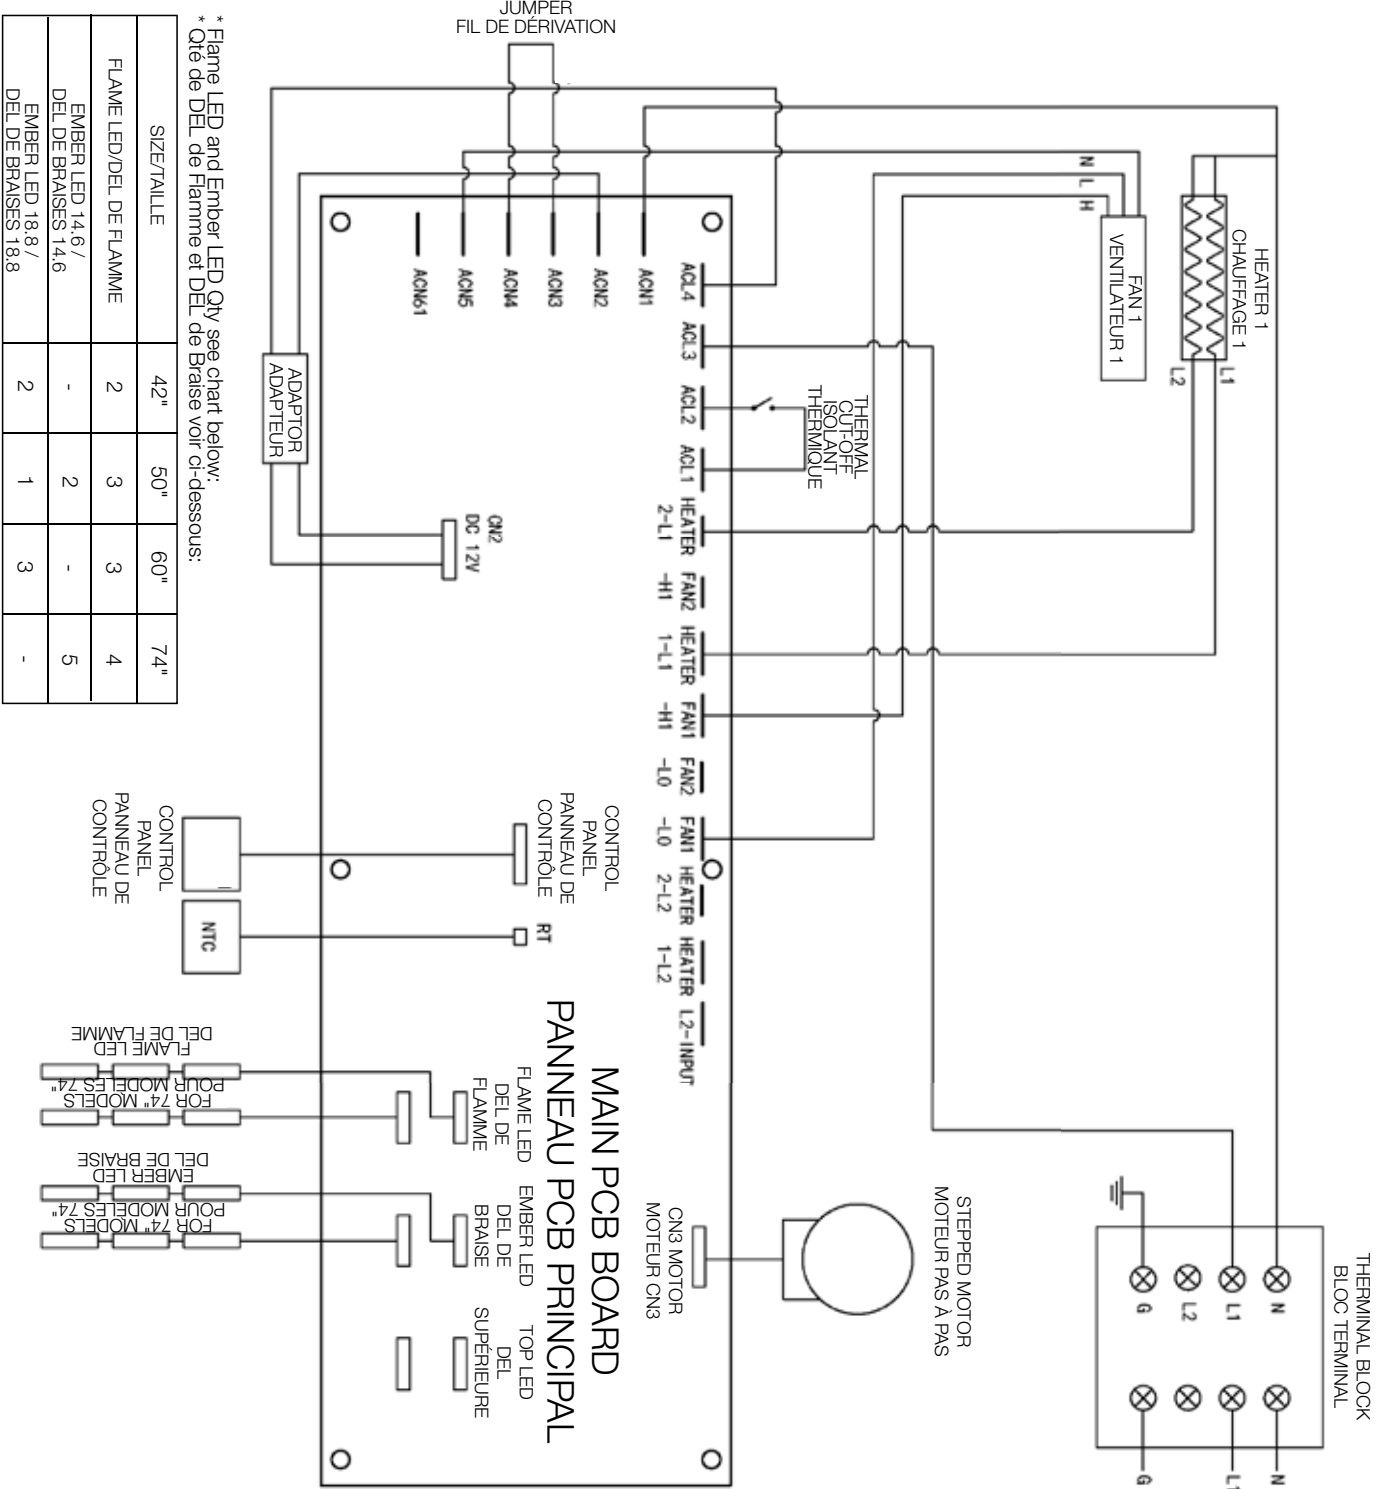 JUMPER
FIL DE DÉRIVATION
THERMINAL BLOCK
BLOC TERMINAL
N
L1
L2
G
N
L1
G
HEATER 1
CHAUFFAGE 1
L1
L2
FAN 1
VENTILATEUR 1
N
L
H
STEPPED MOTOR
MOTEUR PAS À PAS
THERMAL
CUT-OFF
ISOLANT
THERMIQUE
ACL4
ACL3
ACL2
ACL1
HEATER
2-L1
FAN2
-H1
HEATER
1-L1
FAN1
-H1
FAN2
-LO
FAN1
-LO
HEATER
2-L2
HEATER
1-L2
L2-INPUT
ACN1
ACN2
ACN3
ACN4
ACN5
ACN61
CN3 MOTOR
MOTEUR CN3
MAIN PCB BOARD
PANNEAU PCB PRINCIPAL
CN2
DC 12V
CONTROL
PANEL
PANNEAU DE
CONTRÔLE
RT
FLAME LED
DEL DE
FLAMME
EMBER LED
DEL DE
BRAISE
TOP LED
DEL
SUPÉRIEURE
ADAPTOR
ADAPTEUR
CONTROL
PANEL
PANNEAU DE
CONTRÔLE
NTC
FLAME LED
DEL DE FLAMME
FOR 74" MODELS
POUR MODELES 74"
EMBER LED
DEL DE BRAISE
FOR 74" MODELS
POUR MODELES 74"
* Flame LED and Ember LED Qty see chart below:
* Qté de DEL de Flamme et DEL de Braise voir ci-dessous:
SIZE/TAILLE 42" 50" 60" 74"
FLAME LED/DEL DE FLAMME 2 3 3 4
EMBER LED 14.6 /
DEL DE BRAISES 14.6 - 2 - 5
EMBER LED 18.8 /
DEL DE BRAISES 18.8 2 1 3 -